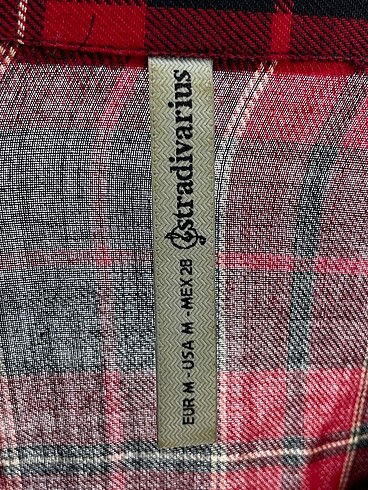 stradivarius
EUR M - USA M - MEX 28